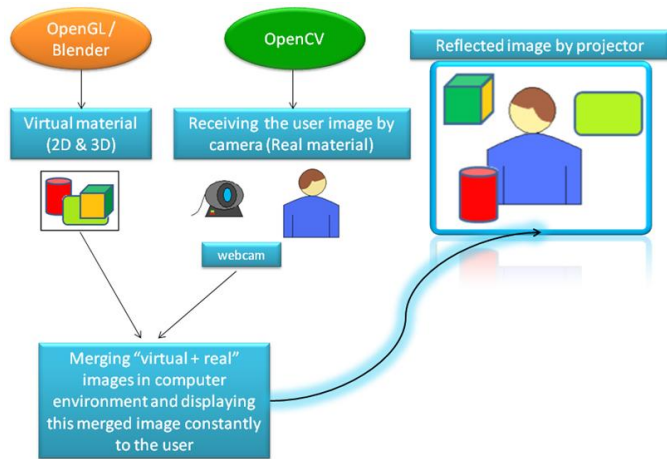 OpenGL /
Blender
OpenCV
Reflected image by projector
Virtual material
(2D & 3D)
Receiving the user image by
camera (Real material)
webcam
Merging “virtual + real”
images in computer
environment and displaying
this merged image constantly
to the user